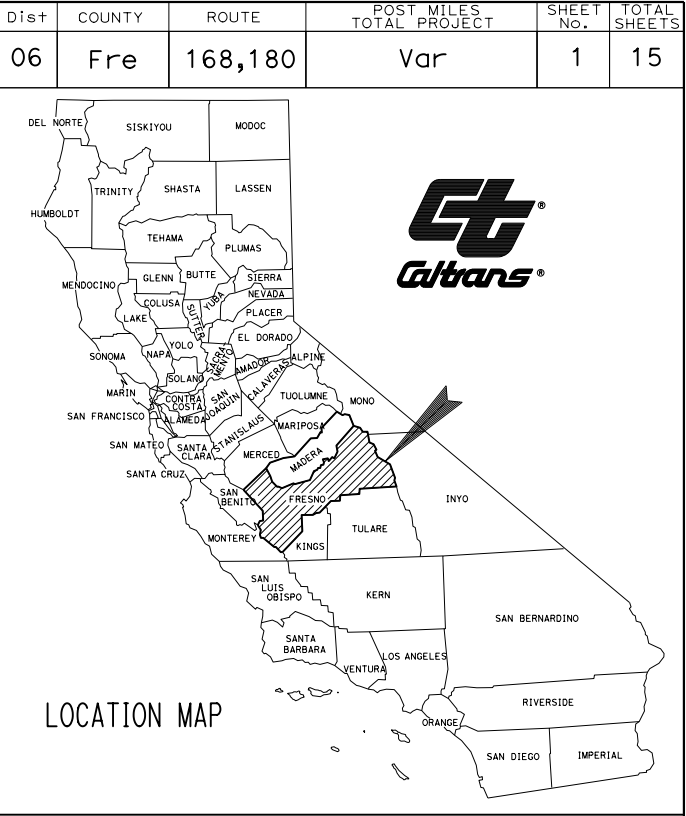 Dist COUNTY ROUTE POST MILES TOTAL PROJECT SHEET No. TOTAL SHEETS
06 Fre 168,180 Var 1 15
DEL NORTE
SISKIYOU
MODOC
TRINITY
SHASTA
LASSEN
HUMBOLDT
TEHAMA
PLUMAS
MENDOCINO
GLENN
BUTTE
SIERRA
NEVADA
COLUSA
YUBA
SUTTER
PLACER
LAKE
EL DORADO
YOLO
SONOMA
NAPA
SACRA-
MENTO
AMADOR
ALPINE
SOLANO
CALAVERAS
MARIN
CONTRA
COSTA
SAN
JOAQUIN
TUOLUMNE
MONO
SAN FRANCISCO
ALAMEDA
STANISLAUS
MARIPOSA
SAN MATEO
SANTA
CLARA
MERCED
MADERA
SANTA CRUZ
SAN
BENITO
FRESNO
INYO
MONTEREY
KINGS
TULARE
SAN
LUIS
OBISPO
KERN
SAN BERNARDINO
SANTA
BARBARA
VENTURA
LOS ANGELES
ORANGE
RIVERSIDE
SAN DIEGO
IMPERIAL
Ct ®
Caltrans ®
LOCATION MAP